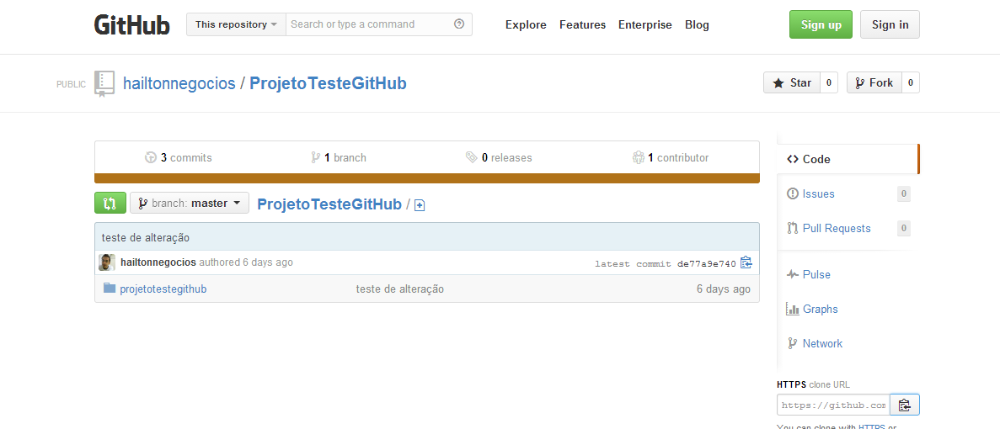 GitHub This repository Search or type a command Explore Features Enterprise Blog Sign up Sign in
PUBLIC hailtonnegocios / ProjetoTesteGitHub Star 0 Fork 0
3 commits 1 branch 0 releases 1 contributor
branch: master ProjetoTesteGitHub /
teste de alteração
hailtonnegocios authored 6 days ago latest commit de77a9e740
projetotestegithub teste de alteração 6 days ago
Code
Issues 0
Pull Requests 0
Pulse
Graphs
Network
HTTPS clone URL
https://github.com
You can clone with HTTPS or